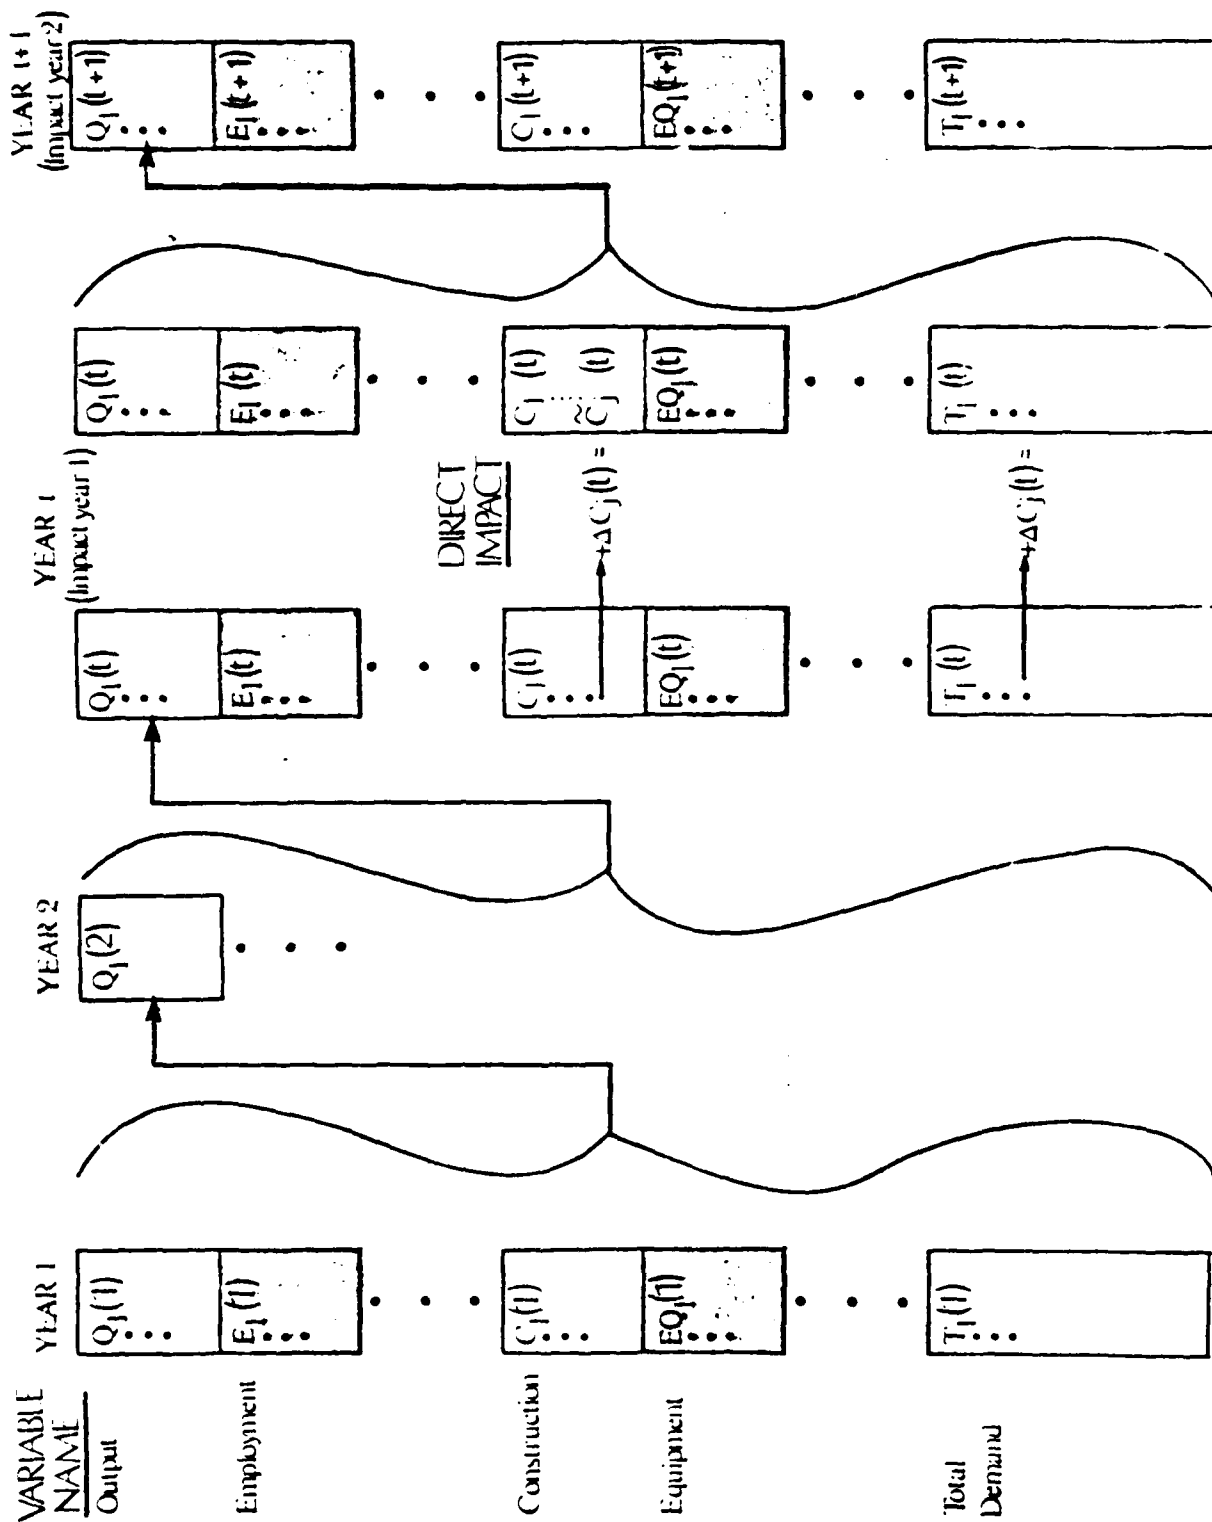 VARIABLE
NAME
Output
Employment
Construction
Equipment
Total
Demand
YEAR 1
Q₁(1)
E₁(1)
C₁(1)
EQ₁(1)
T₁(1)
YEAR 2
Q₁(2)
YEAR t
(Impact year 1)
Q₁(t)
E₁(t)
C₁(t)
EQ₁(t)
T₁(t)
DIRECT
IMPACT
+ΔCⱼ(t) =
+ΔCⱼ(t) =
Q₁(t)
E₁(t)
Cⱼ (t)
C̃ⱼ (t)
EQ₁(t)
T₁(t)
YEAR t+1
(Impact year 2)
Q₁(t+1)
E₁(t+1)
C₁(t+1)
EQ₁(t+1)
T₁(t+1)